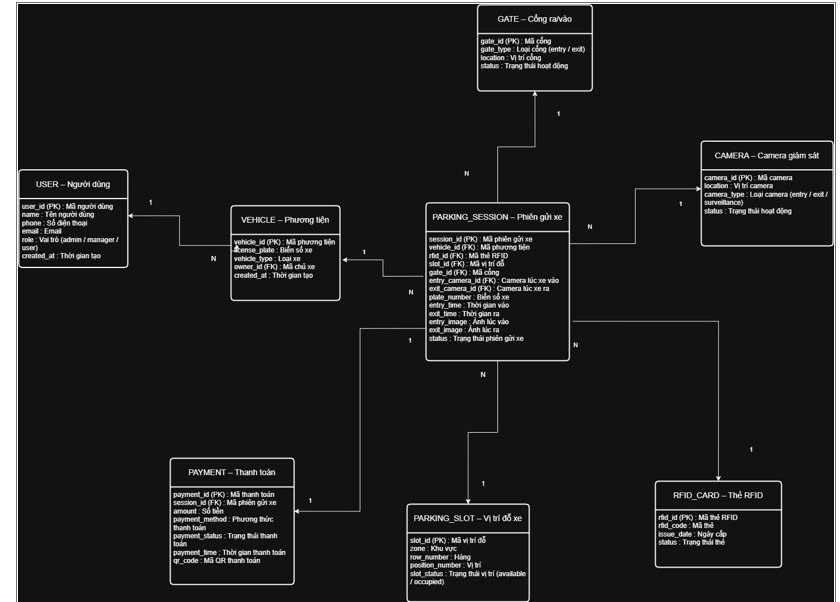 GATE – Cổng ra/vào
gate_id (PK) : Mã cổng
gate_type : Loại cổng (entry / exit)
location : Vị trí cổng
status : Trạng thái hoạt động
1
N
CAMERA – Camera giám sát
camera_id (PK) : Mã camera
location : Vị trí camera
camera_type : Loại camera (entry / exit /
surveillance)
status : Trạng thái hoạt động
N
1
USER – Người dùng
user_id (PK) : Mã người dùng
name : Tên người dùng
phone : Số điện thoại
email : Email
role : Vai trò (admin / manager /
user)
created_at : Thời gian tạo
1
N
VEHICLE – Phương tiện
vehicle_id (PK) : Mã phương tiện
license_plate : Biển số xe
vehicle_type : Loại xe
owner_id (FK) : Mã chủ xe
created_at : Thời gian tạo
1
N
PARKING_SESSION – Phiên gửi xe
session_id (PK) : Mã phiên gửi xe
vehicle_id (FK) : Mã phương tiện
rfid_id (FK) : Mã thẻ RFID
slot_id (FK) : Mã vị trí đỗ
gate_id (FK) : Mã cổng
entry_camera_id (FK) : Camera lúc xe vào
exit_camera_id (FK) : Camera lúc xe ra
plate_number : Biển số xe
entry_time : Thời gian vào
exit_time : Thời gian ra
entry_image : Ảnh lúc vào
exit_image : Ảnh lúc ra
status : Trạng thái phiên gửi xe
1
N
N
PAYMENT – Thanh toán
payment_id (PK) : Mã thanh toán
session_id (FK) : Mã phiên gửi xe
amount : Số tiền
payment_method : Phương thức
thanh toán
payment_status : Trạng thái thanh
toán
payment_time : Thời gian thanh toán
qr_code : Mã QR thanh toán
1
1
PARKING_SLOT – Vị trí đỗ xe
slot_id (PK) : Mã vị trí đỗ
zone : Khu vực
row_number : Hàng
position_number : Vị trí
slot_status : Trạng thái vị trí (available
/ occupied)
1
RFID_CARD – Thẻ RFID
rfid_id (PK) : Mã thẻ RFID
rfid_code : Mã thẻ
issue_date : Ngày cấp
status : Trạng thái thẻ